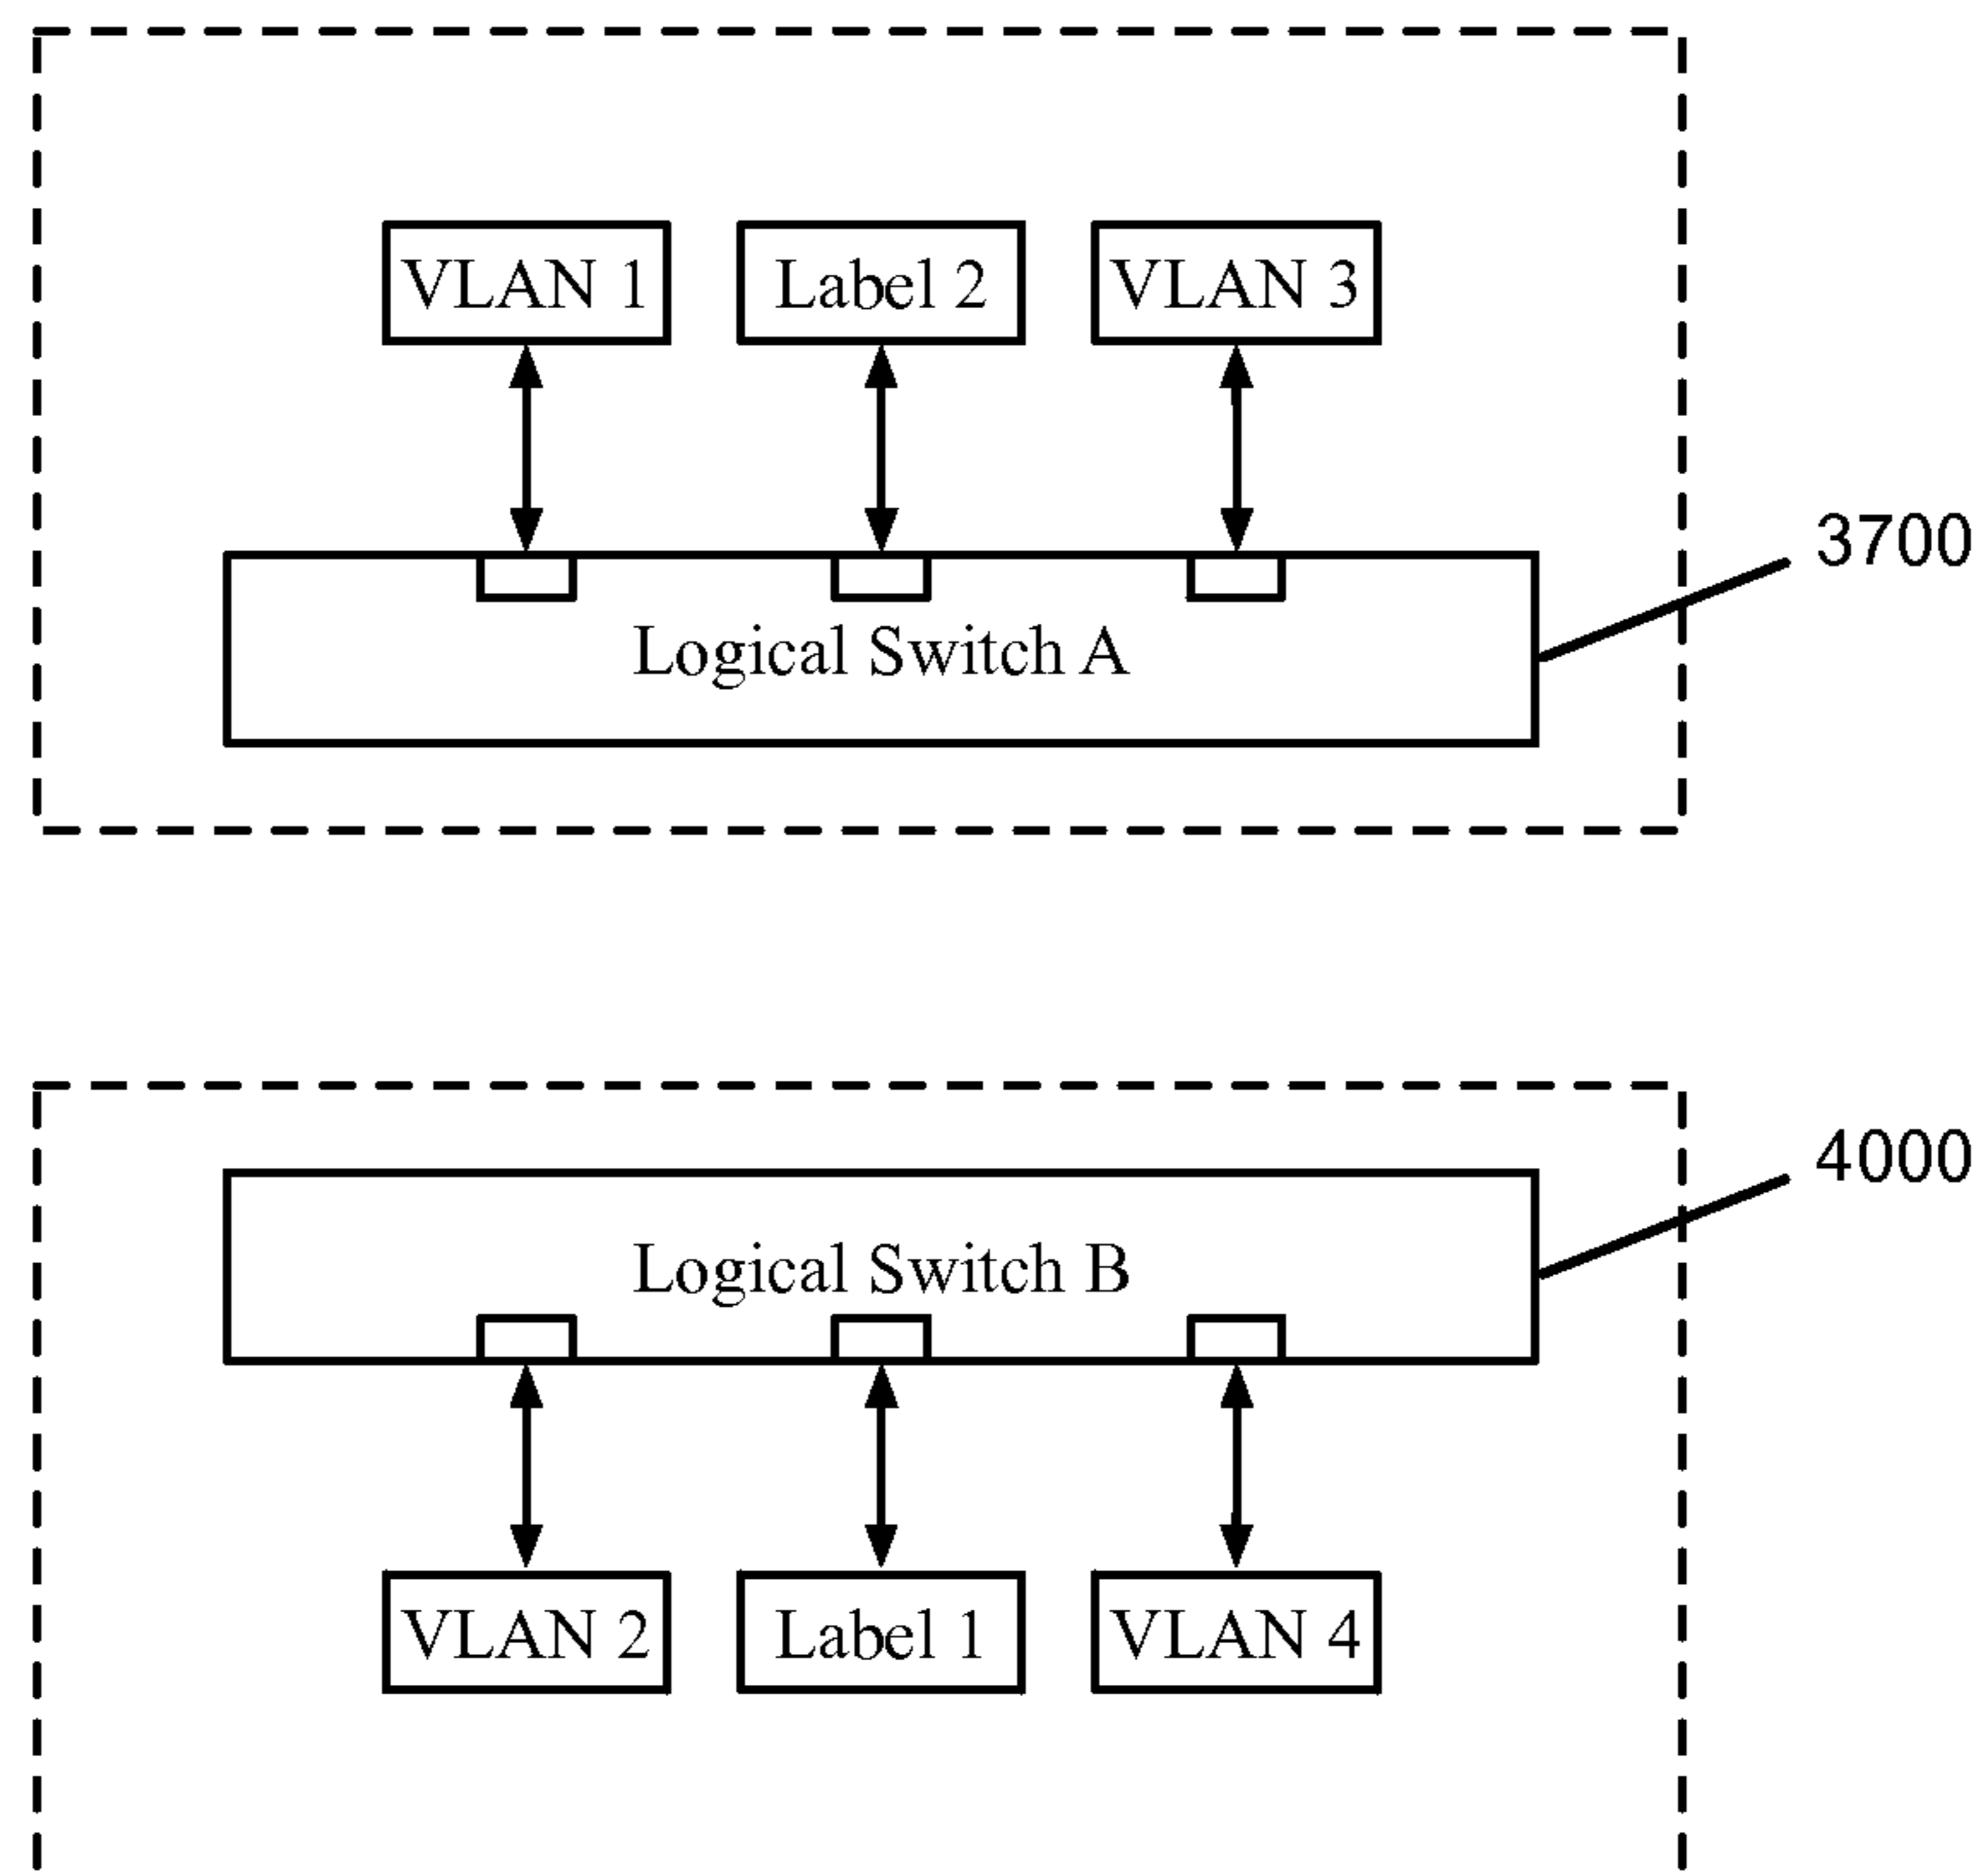 VLAN 1
Label 2
VLAN 3
3700
Logical Switch A
4000
Logical Switch B
VLAN 2
Label 1
VLAN 4